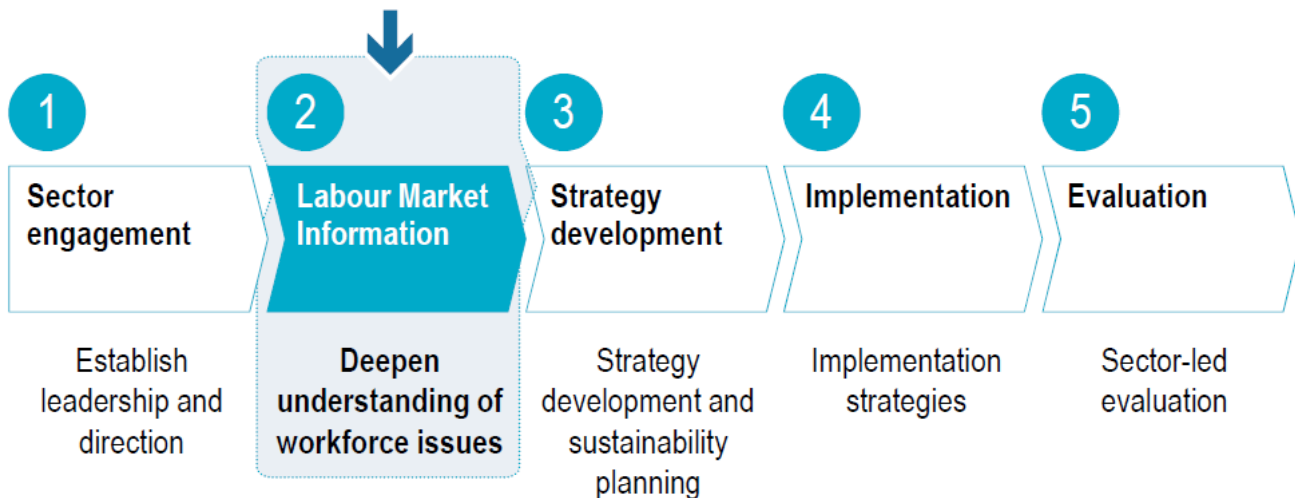 1
2
3
4
5
Sector
engagement
Labour Market
Information
Strategy
development
Implementation
Evaluation
Establish
leadership and
direction
Deepen
understanding of
workforce issues
Strategy
development and
sustainability
planning
Implementation
strategies
Sector-led
evaluation